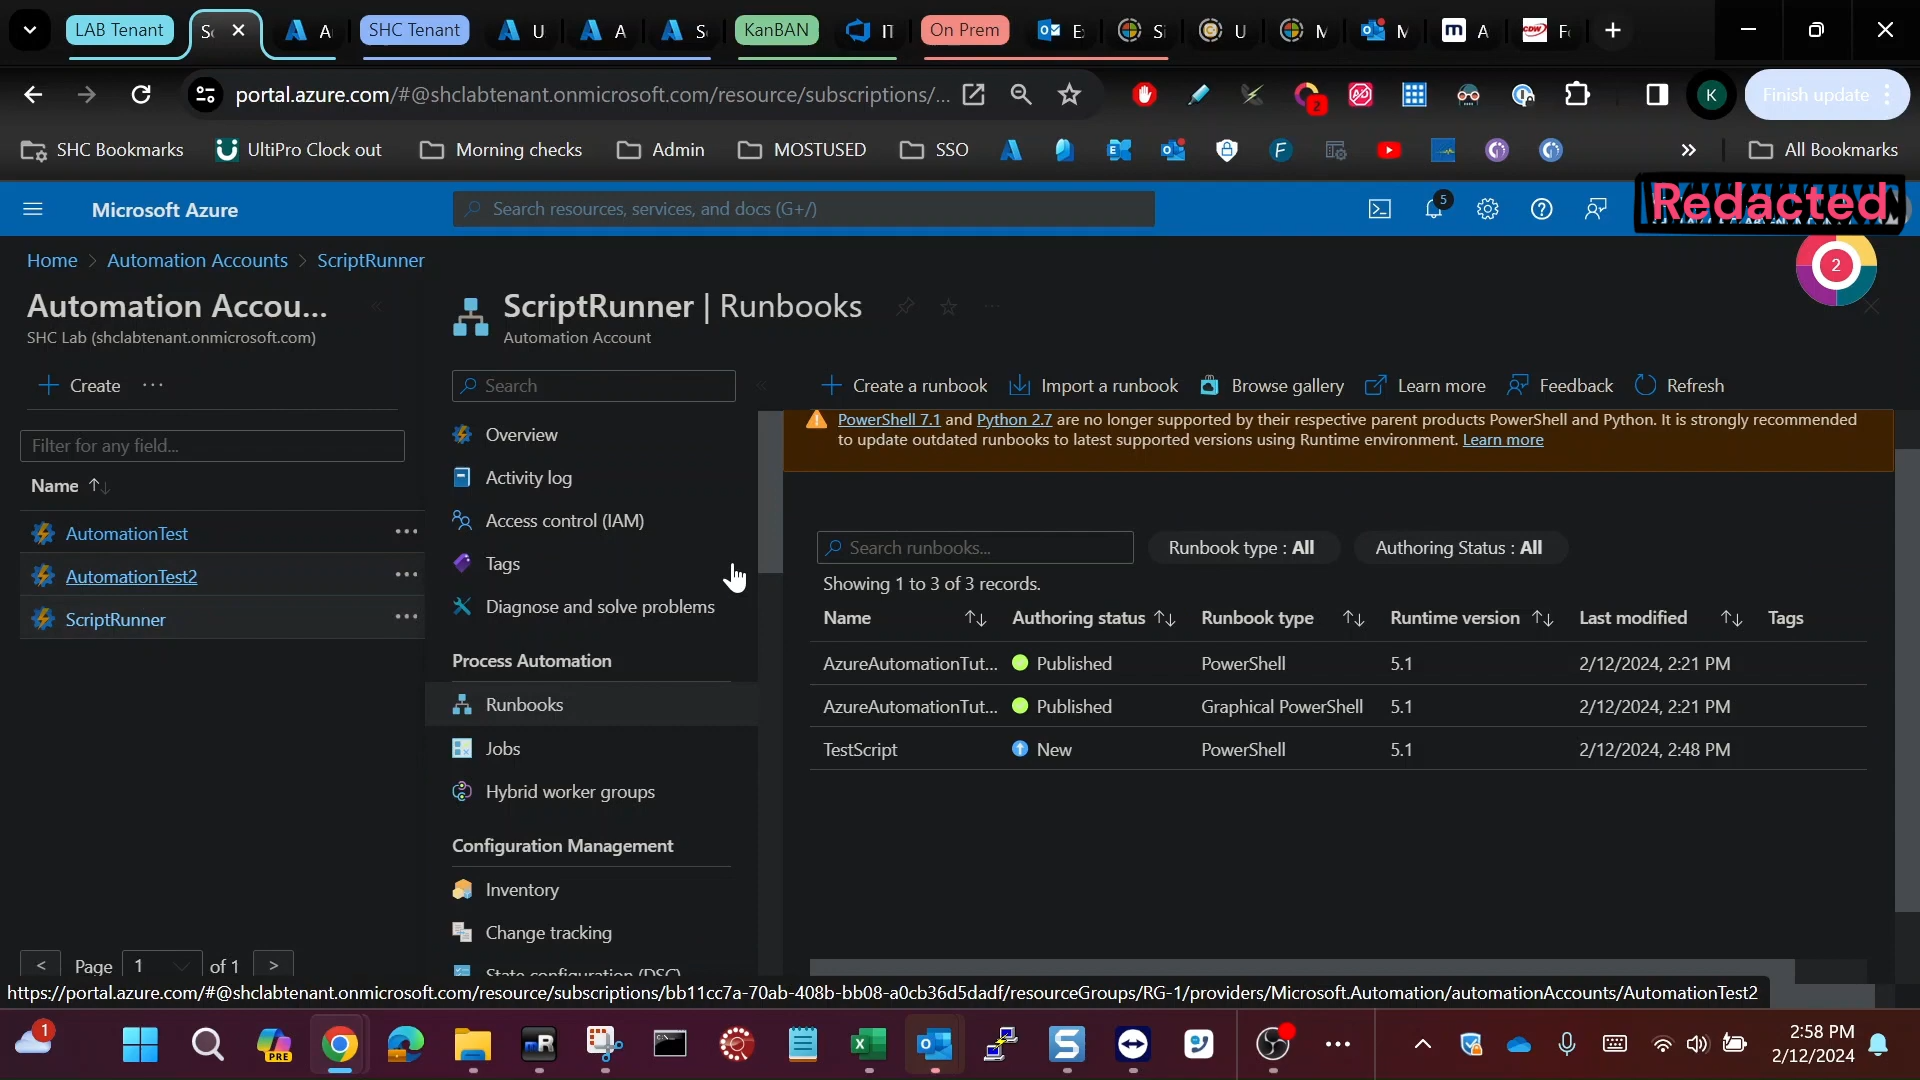 LAB Tenant
SHC Tenant
KanBAN
On Prem
portal.azure.com/#@shclabtenant.onmicrosoft.com/resource/subscriptions/...
2
K
Finish update
SHC Bookmarks
UltiPro Clock out
Morning checks
Admin
MOSTUSED
SSO
All Bookmarks
Microsoft Azure
Search resources, services, and docs (G+/)
5
Redacted
Home > Automation Accounts > ScriptRunner
2
Automation Accou...
SHC Lab (shclabtenant.onmicrosoft.com)
Create
Filter for any field...
Name
AutomationTest
AutomationTest2
ScriptRunner
< Page 1 of 1 >
ScriptRunner | Runbooks
Automation Account
Search
Overview
Activity log
Access control (IAM)
Tags
Diagnose and solve problems
Process Automation
Runbooks
Jobs
Hybrid worker groups
Configuration Management
Inventory
Change tracking
State configuration (DSC)
Create a runbook
Import a runbook
Browse gallery
Learn more
Feedback
Refresh
PowerShell 7.1 and Python 2.7 are no longer supported by their respective parent products PowerShell and Python. It is strongly recommended
to update outdated runbooks to latest supported versions using Runtime environment. Learn more
Search runbooks...
Runbook type : All
Authoring Status : All
Showing 1 to 3 of 3 records.
Name Authoring status Runbook type Runtime version Last modified Tags
AzureAutomationTut... Published PowerShell 5.1 2/12/2024, 2:21 PM
AzureAutomationTut... Published Graphical PowerShell 5.1 2/12/2024, 2:21 PM
TestScript New PowerShell 5.1 2/12/2024, 2:48 PM
https://portal.azure.com/#@shclabtenant.onmicrosoft.com/resource/subscriptions/bb11cc7a-70ab-408b-bb08-a0cb36d5dadf/resourceGroups/RG-1/providers/Microsoft.Automation/automationAccounts/AutomationTest2
1
PRE
2:58 PM
2/12/2024